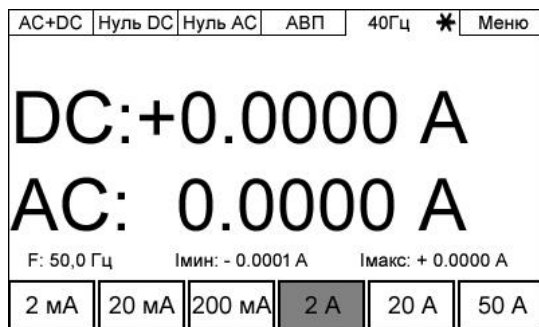 AC+DC Нуль DC Нуль AC АВП 40Гц * Меню
DC:+0.0000 A
AC: 0.0000 A
F: 50,0 Гц Iмин: - 0.0001 A Iмакс: + 0.0000 A
2 мА 20 мА 200 мА 2 А 20 А 50 А